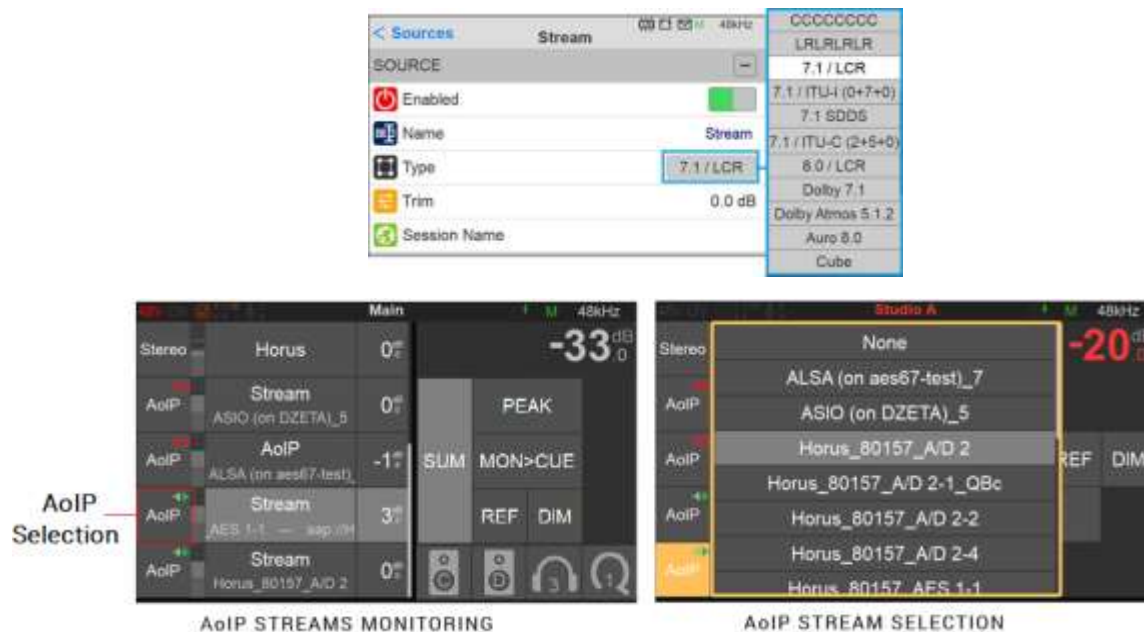 < Sources Stream 48kHz
SOURCE
Enabled
Name Stream
Type 7.1 / LCR
Trim 0.0 dB
Session Name
CCCCCCCC
LRLRLRLR
7.1 / LCR
7.1 / ITU-I (0+7+0)
7.1 SDDS
7.1 / ITU-C (2+5+0)
8.0 / LCR
Dolby 7.1
Dolby Atmos 5.1.2
Auro 8.0
Cube
Main M 48kHz
Stereo Horus 0
-33 dB
AoIP Stream 0
ASIO (on DZETA)_5
PEAK
AoIP AoIP -1
ALSA (on aes67-test)_
SUM MON>CUE
AoIP Selection
AoIP Stream 3
AES 1-1
REF DIM
AoIP Stream 0
Horus_80157_A/D 2
C D 3 1
AoIP STREAMS MONITORING
Studio A M 48kHz
Stereo
-20
AoIP
AoIP
AoIP
None
ALSA (on aes67-test)_7
ASIO (on DZETA)_5
Horus_80157_A/D 2
Horus_80157_A/D 2-1_QBc
Horus_80157_A/D 2-2
Horus_80157_A/D 2-4
Horus_80157_AES 1-1
REF DIM
AoIP STREAM SELECTION